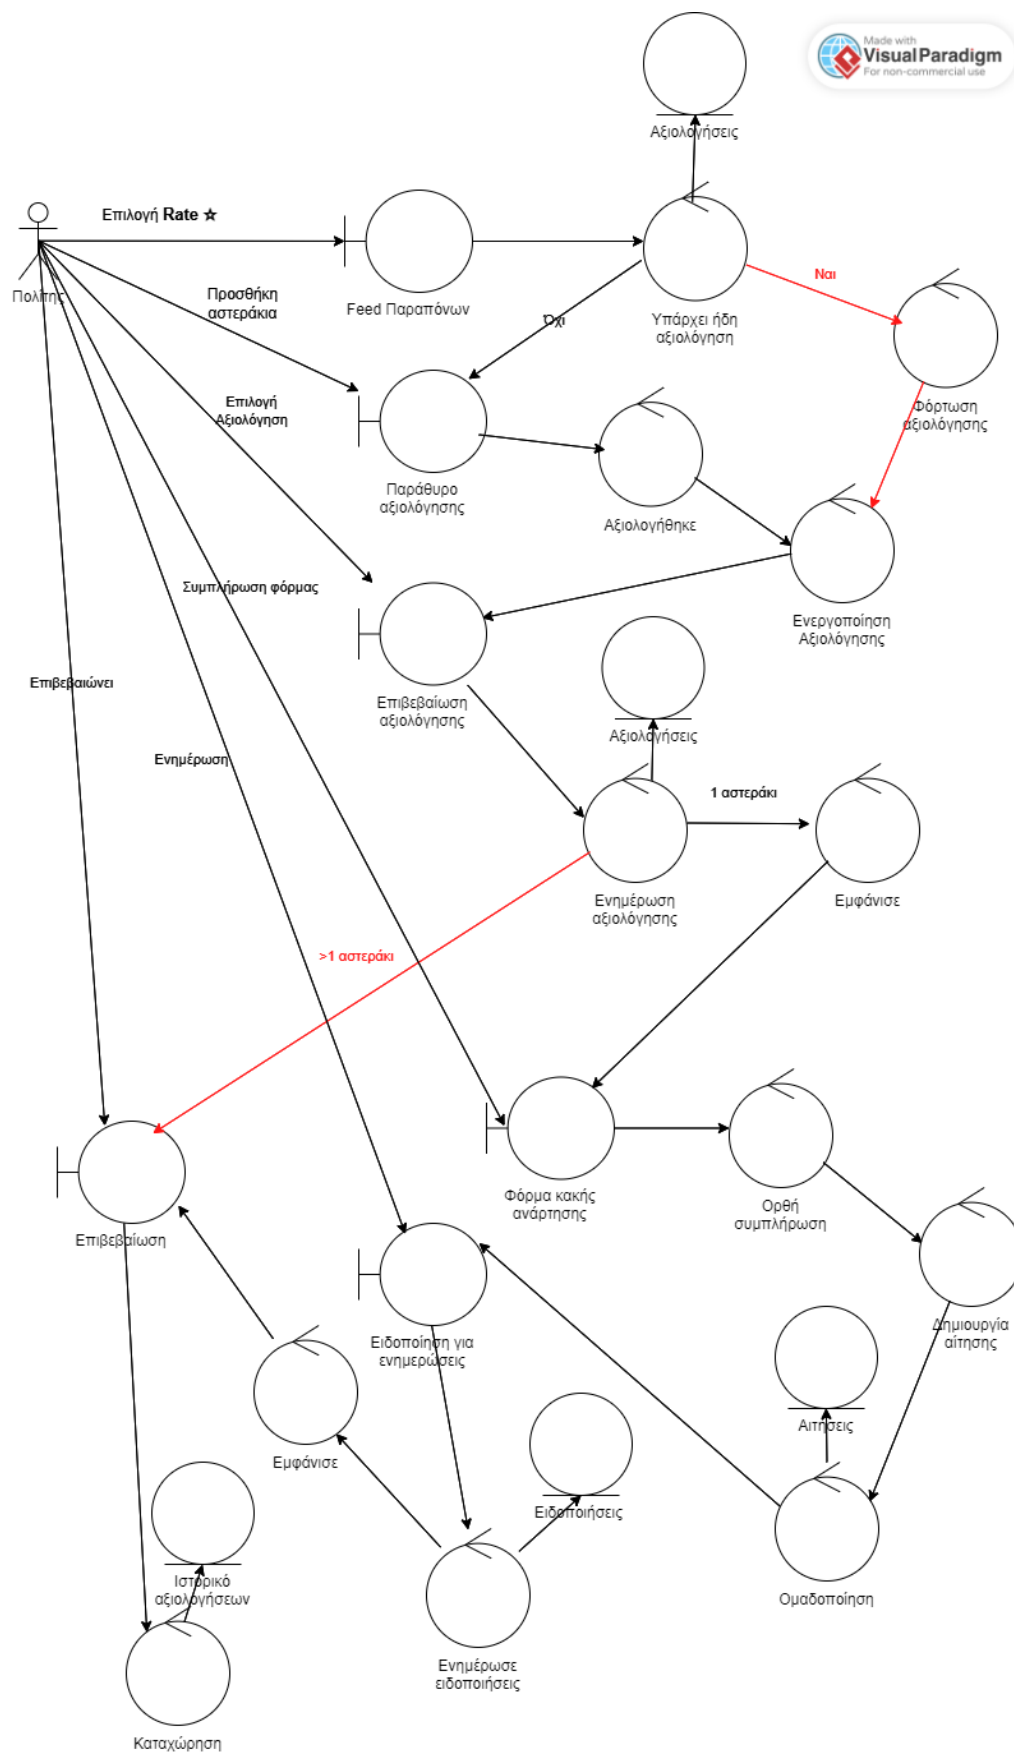 Made with
Visual Paradigm
For non-commercial use
Αξιολογήσεις
Επιλογή Rate ☆
Πολίτης
Feed Παραπόνων
Υπάρχει ήδη
αξιολόγηση
Ναι
Προσθήκη
αστεράκια
Όχι
Φόρτωση
αξιολόγησης
Επιλογή
Αξιολόγηση
Παράθυρο
αξιολόγησης
Αξιολογήθηκε
Ενεργοποίηση
Αξιολόγησης
Συμπλήρωση φόρμας
Επιβεβαιώνει
Επιβεβαίωση
αξιολόγησης
Αξιολογήσεις
Ενημέρωση
1 αστεράκι
Ενημέρωση
αξιολόγησης
Εμφάνισε
>1 αστεράκι
Φόρμα κακής
ανάρτησης
Ορθή
συμπλήρωση
Επιβεβαίωση
Δημιουργία
αίτησης
Ειδοποίηση για
ενημερώσεις
Αιτήσεις
Εμφάνισε
Ειδοποιήσεις
Ιστορικό
αξιολογήσεων
Ομαδοποίηση
Ενημέρωσε
ειδοποιήσεις
Καταχώρηση